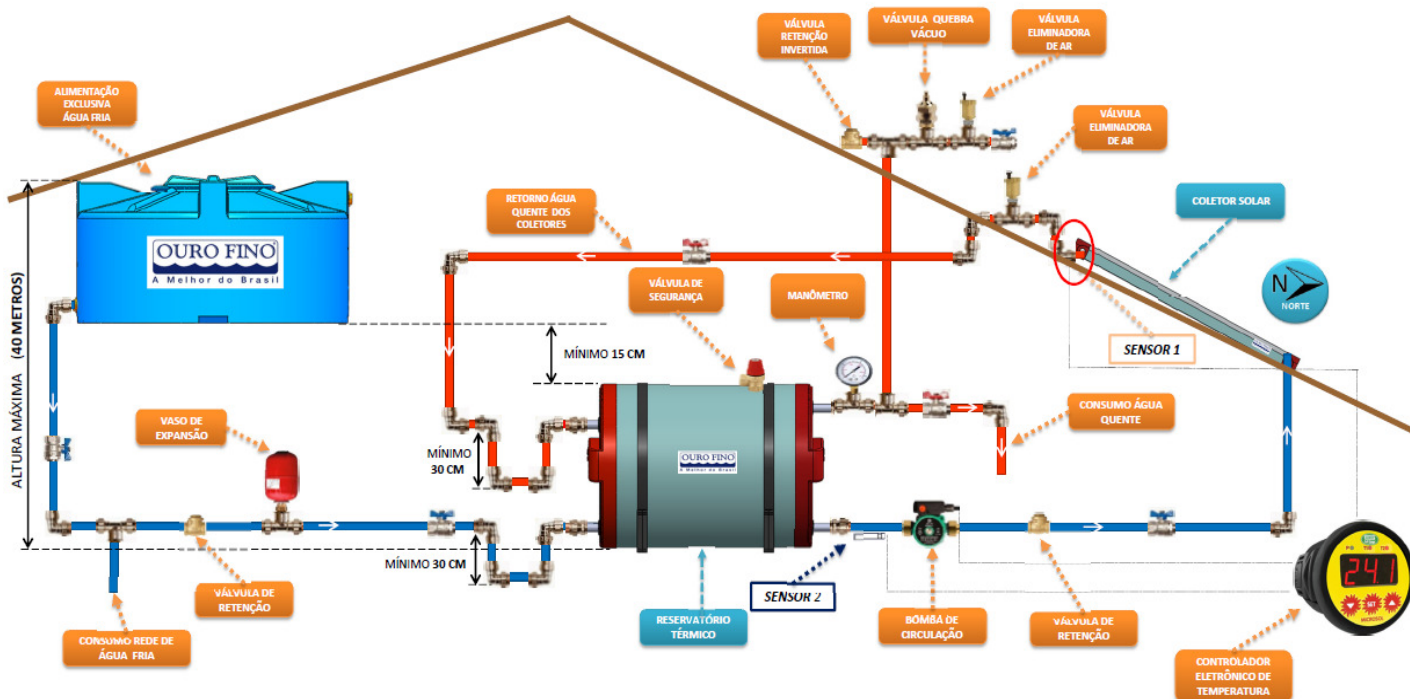 VÁLVULA
RETENÇÃO
INVERTIDA
VÁLVULA QUEBRA
VÁCUO
VÁLVULA
ELIMINADORA
DE AR
ALIMENTAÇÃO
EXCLUSIVA
ÁGUA FRIA
VÁLVULA
ELIMINADORA
DE AR
RETORNO ÁGUA
QUENTE DOS
COLETORES
COLETOR SOLAR
OURO FINO
A Melhor do Brasil
VÁLVULA DE
SEGURANÇA
MANÔMETRO
N
NORTE
ALTURA MÁXIMA (40 METROS)
MÍNIMO 15 CM
SENSOR 1
VASO DE
EXPANSÃO
CONSUMO ÁGUA
QUENTE
MÍNIMO
30 CM
OURO FINO
A Melhor do Brasil
MÍNIMO 30 CM
24.1
SET
MICROSOL
VÁLVULA DE
RETENÇÃO
SENSOR 2
RESERVATÓRIO
TÉRMICO
BOMBA DE
CIRCULAÇÃO
VÁLVULA DE
RETENÇÃO
CONSUMO REDE DE
ÁGUA FRIA
CONTROLADOR
ELETRÔNICO DE
TEMPERATURA